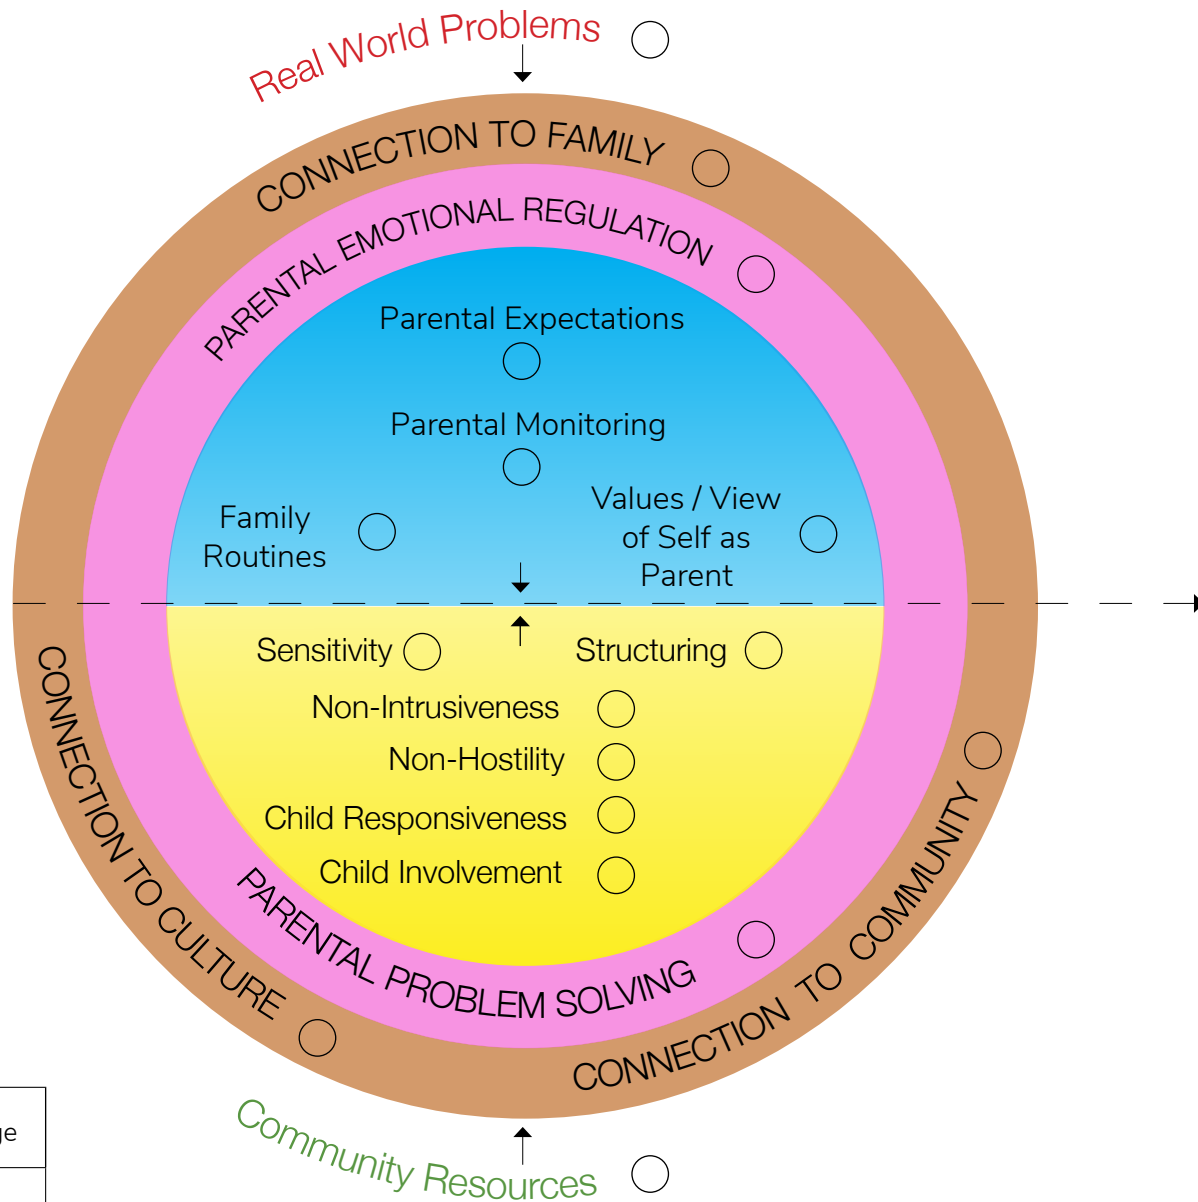 Real World Problems
CONNECTION TO FAMILY
PARENTAL EMOTIONAL REGULATION
Parental Expectations
Parental Monitoring
Family
Routines
Values / View
of Self as
Parent
Sensitivity
Structuring
Non-Intrusiveness
Non-Hostility
Child Responsiveness
Child Involvement
PARENTAL PROBLEM SOLVING
CONNECTION TO CULTURE
CONNECTION TO COMMUNITY
Community Resources